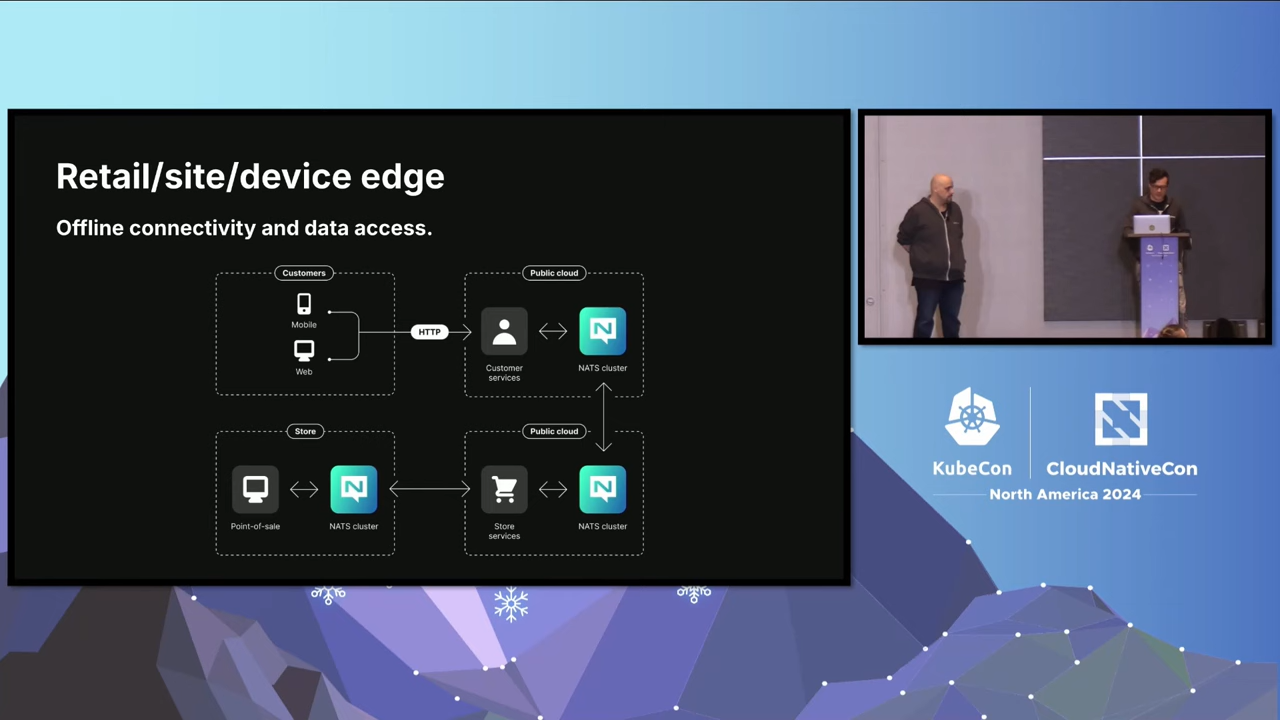 Retail/site/device edge
Offline connectivity and data access.
Customers
Mobile
Web
HTTP
Public cloud
Customer
services
NATS cluster
Store
Point-of-sale
NATS cluster
Public cloud
Store
services
NATS cluster
KubeCon
CloudNativeCon
North America 2024